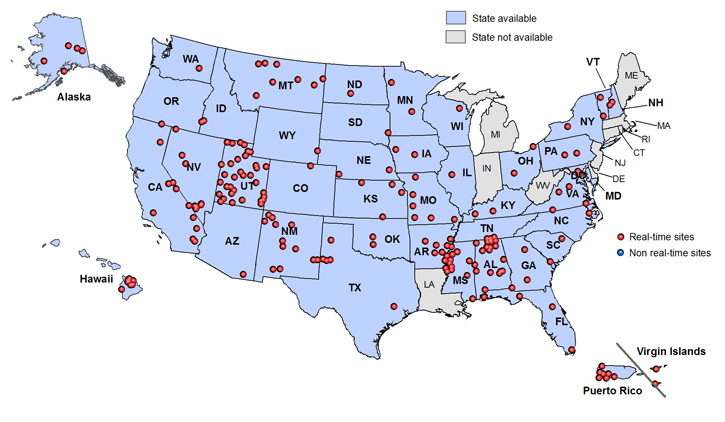 State available
State not available
Alaska
WA
MT
ND
MN
VT
ME
OR
ID
WI
MI
NY
NH
MA
SD
WY
RI
CT
IA
NE
PA
NJ
OH
IL
IN
NV
UT
CO
WV
DC
DE
MD
CA
KS
MO
VA
KY
NC
TN
AZ
NM
OK
AR
SC
Real-time sites
Non real-time sites
MS
AL
GA
Hawaii
TX
LA
FL
Virgin Islands
Puerto Rico